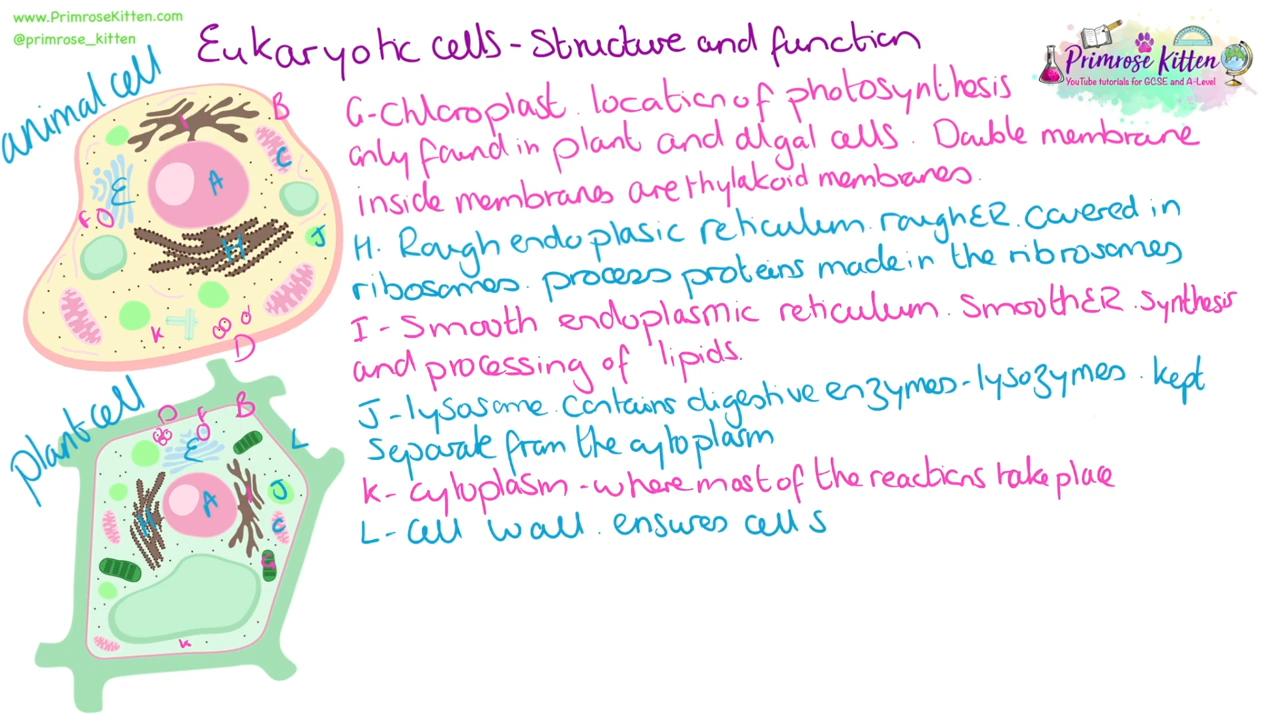 www.PrimroseKitten.com
@primrose_kitten
Eukaryotic cells - Structure and function
Primrose Kitten
YouTube tutorials for GCSE and A-Level
animal cell
G-Chloroplast. location of photosynthesis
only found in plant and algal cells. Double membrane
inside membranes are thylakoid membranes.
H. Rough endoplasic reticulum. rough ER. covered in
ribosomes. process proteins made in the ribrosomes
I - Smooth endoplasmic reticulum. Smooth ER. Synthesis
and processing of lipids.
J - lysosome. contains digestive enzymes - lysozymes. kept
separate from the cytoplasm
K - cytoplasm - where most of the reactions take place
L - Cell wall. ensures cells
I
B
C
A
E
F
H
J
K
D
plant cell
D
F
B
L
E
I
J
A
H
C
G
K